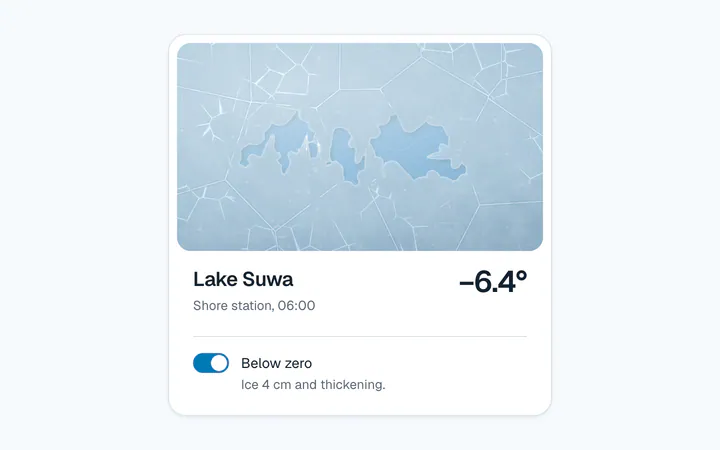 Lake Suwa
−6.4°
Shore station, 06:00
Below zero
Ice 4 cm and thickening.